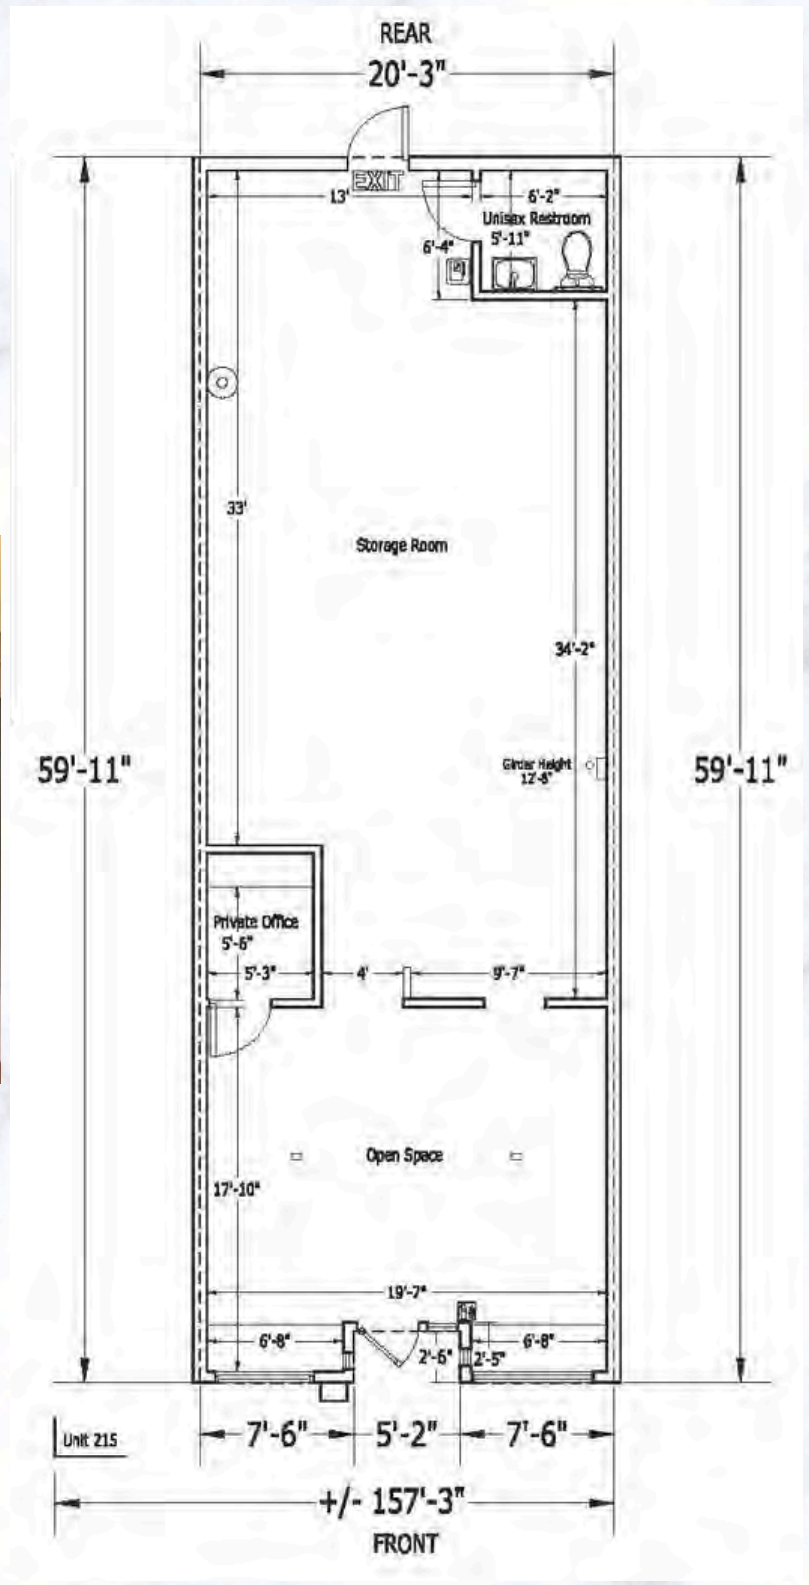 REAR
20'-3"
EXIT
13'
6'-2"
Unisex Restroom
5'-11"
6'-4"
33'
Storage Room
34'-2"
59'-11"
Girder Height
12'-8"
59'-11"
Private Office
5'-6"
5'-3"
4'
9'-7"
Open Space
17'-10"
19'-7"
6'-8"
2'-6"
2'-5"
6'-8"
7'-6"
5'-2"
7'-6"
Unit 215
+/- 157'-3"
FRONT